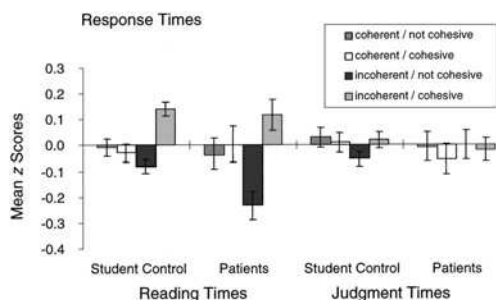 Response Times
coherent / not cohesive
coherent / cohesive
incoherent / not cohesive
incoherent / cohesive
0.3
0.2
0.1
0.0
-0.1
-0.2
-0.3
-0.4
Mean z Scores
Student Control Patients Student Control Patients
Reading Times Judgment Times